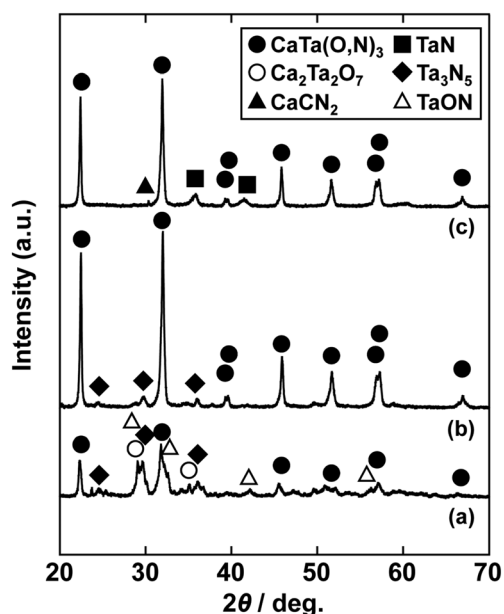 CaTa(O,N)3 TaN
Ca2Ta2O7 Ta3N5
CaCN2 TaON
(c)
(b)
(a)
Intensity (a.u.)
20 30 40 50 60 70
2θ / deg.